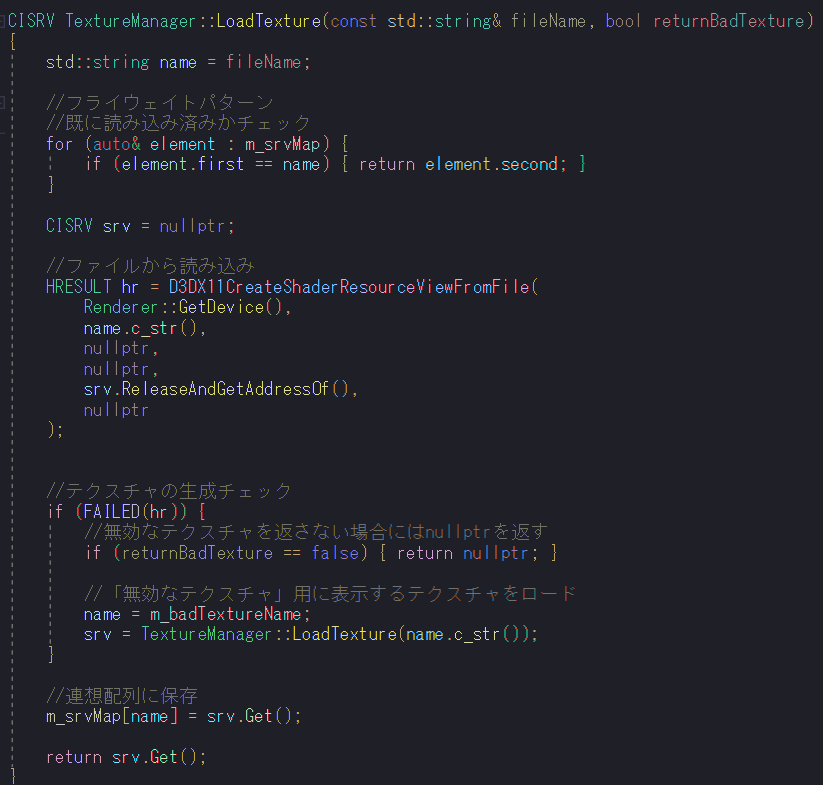 CISRV TextureManager::LoadTexture(const std::string& fileName, bool returnBadTexture)
{
    std::string name = fileName;

    //フライウェイトパターン
    //既に読み込み済みかチェック
    for (auto& element : m_srvMap) {
        if (element.first == name) { return element.second; }
    }

    CISRV srv = nullptr;

    //ファイルから読み込み
    HRESULT hr = D3DX11CreateShaderResourceViewFromFile(
        Renderer::GetDevice(),
        name.c_str(),
        nullptr,
        nullptr,
        srv.ReleaseAndGetAddressOf(),
        nullptr
    );

    //テクスチャの生成チェック
    if (FAILED(hr)) {
        //無効なテクスチャを返さない場合にはnullptrを返す
        if (returnBadTexture == false) { return nullptr; }

        //「無効なテクスチャ」用に表示するテクスチャをロード
        name = m_badTextureName;
        srv = TextureManager::LoadTexture(name.c_str());
    }

    //連想配列に保存
    m_srvMap[name] = srv.Get();

    return srv.Get();
}